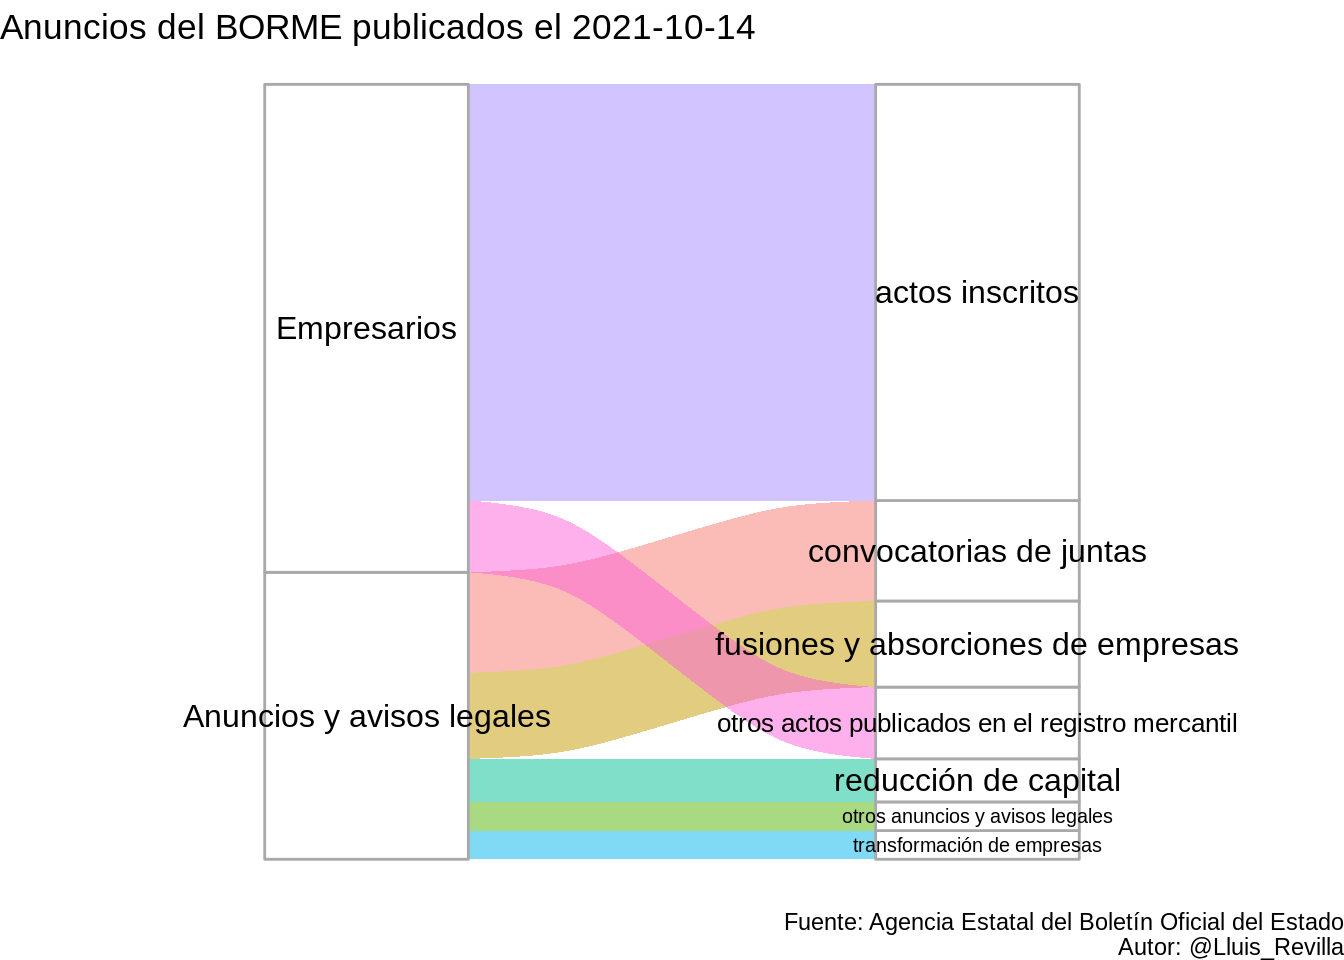 Anuncios del BORME publicados el 2021-10-14
actos inscritos
Empresarios
convocatorias de juntas
fusiones y absorciones de empresas
Anuncios y avisos legales
otros actos publicados en el registro mercantil
reducción de capital
otros anuncios y avisos legales
transformación de empresas
Fuente: Agencia Estatal del Boletín Oficial del Estado
Autor: @Lluis_Revilla